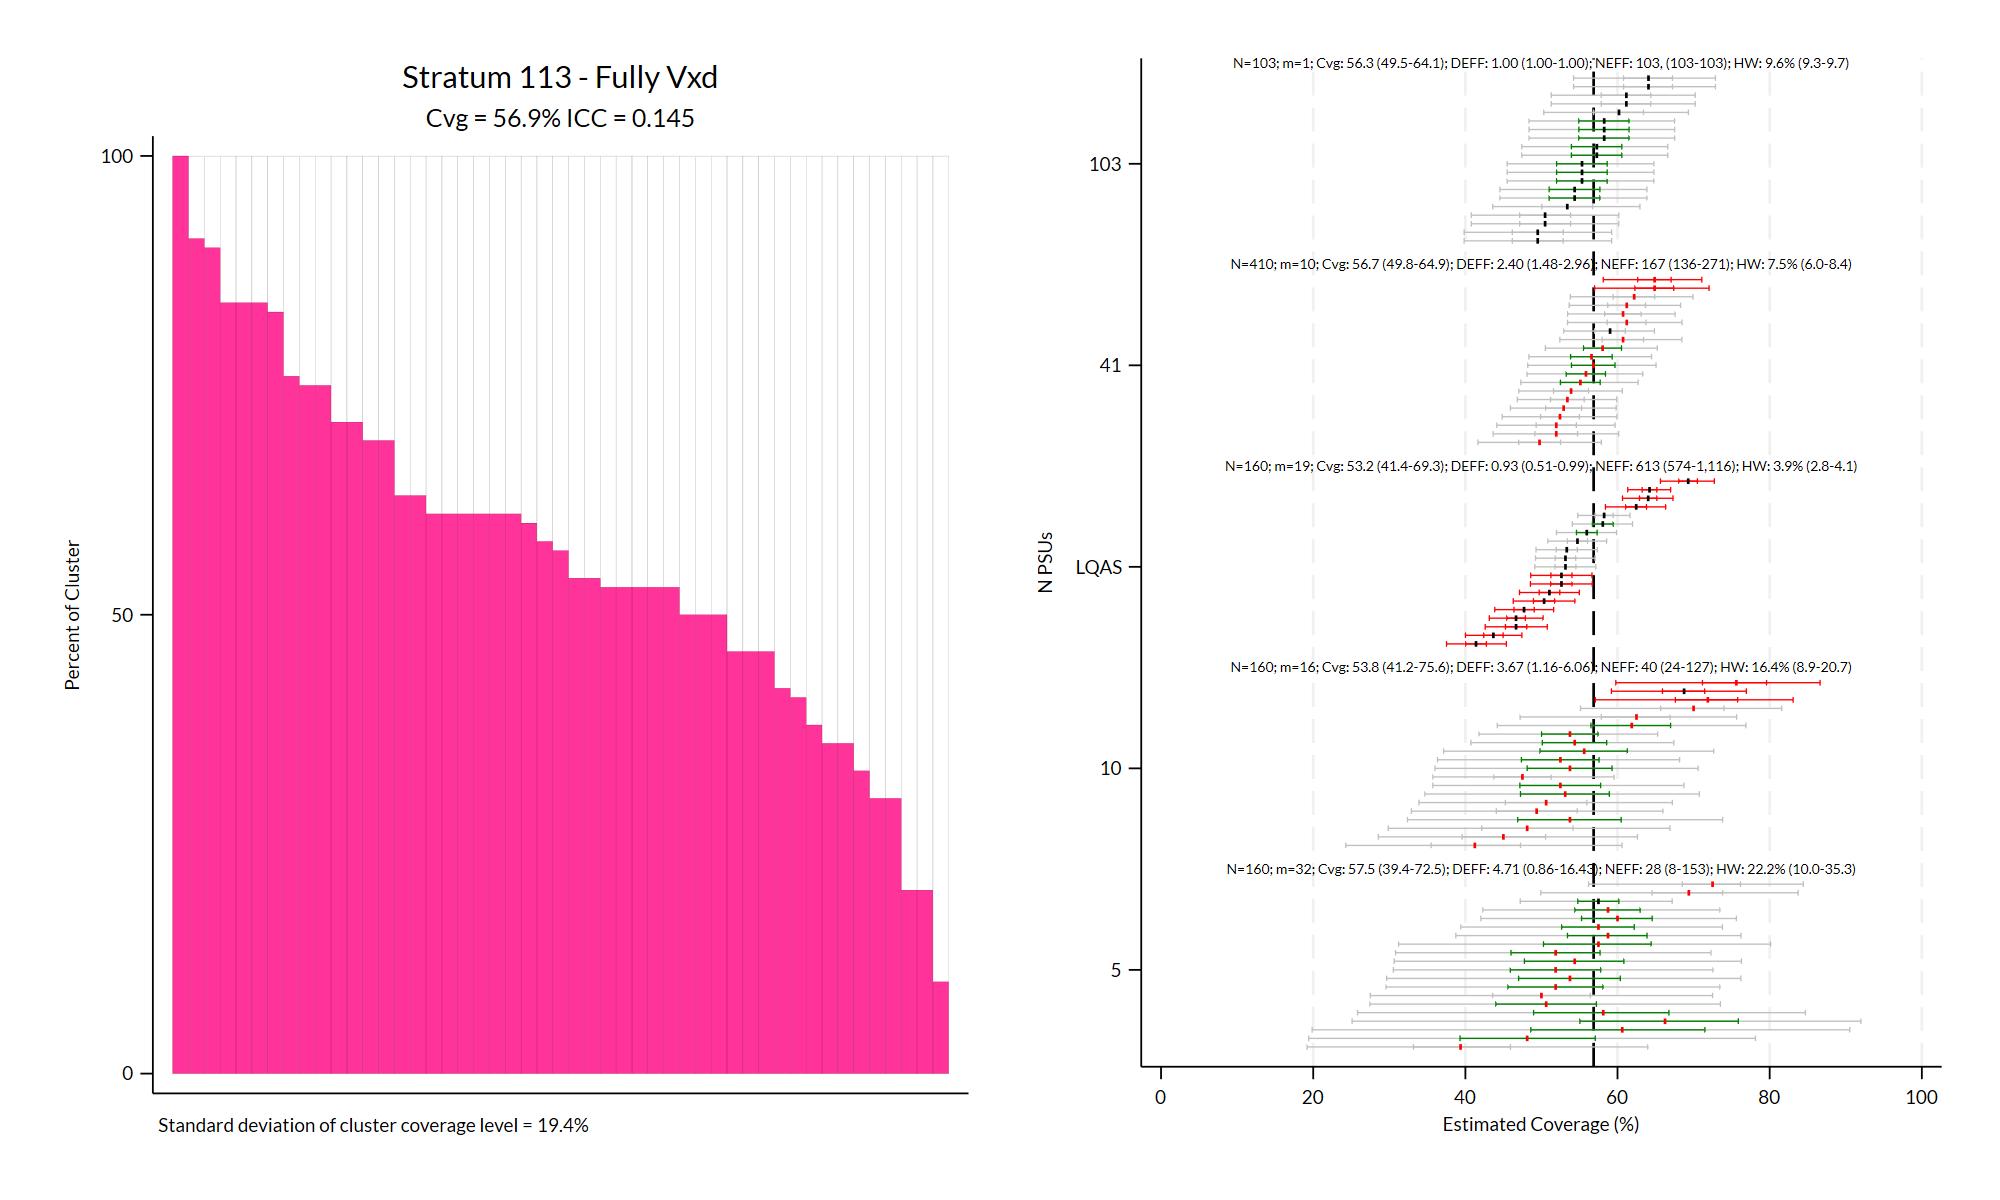 Stratum 113 - Fully Vxd
Cvg = 56.9% ICC = 0.145
100
50
0
Percent of Cluster
Standard deviation of cluster coverage level = 19.4%
N=103; m=1; Cvg: 56.3 (49.5-64.1); DEFF: 1.00 (1.00-1.00); NEFF: 103, (103-103); HW: 9.6% (9.3-9.7)
103
N=410; m=10; Cvg: 56.7 (49.8-64.9); DEFF: 2.40 (1.48-2.96); NEFF: 167 (136-271); HW: 7.5% (6.0-8.4)
41
N=160; m=19; Cvg: 53.2 (41.4-69.3); DEFF: 0.93 (0.51-0.99); NEFF: 613 (574-1,116); HW: 3.9% (2.8-4.1)
N PSUs
LQAS
N=160; m=16; Cvg: 53.8 (41.2-75.6); DEFF: 3.67 (1.16-6.06); NEFF: 40 (24-127); HW: 16.4% (8.9-20.7)
10
N=160; m=32; Cvg: 57.5 (39.4-72.5); DEFF: 4.71 (0.86-16.43); NEFF: 28 (8-153); HW: 22.2% (10.0-35.3)
5
0 20 40 60 80 100
Estimated Coverage (%)